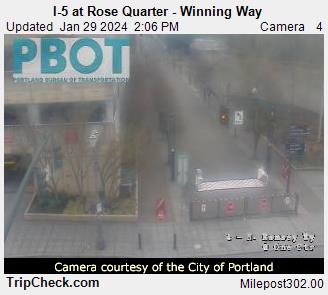 I-5 at Rose Quarter - Winning Way
Updated Jan 29 2024 2:06 PM Camera 4
PBOT
PORTLAND BUREAU OF TRANSPORTATION
Camera courtesy of the City of Portland
TripCheck.com Milepost302.00